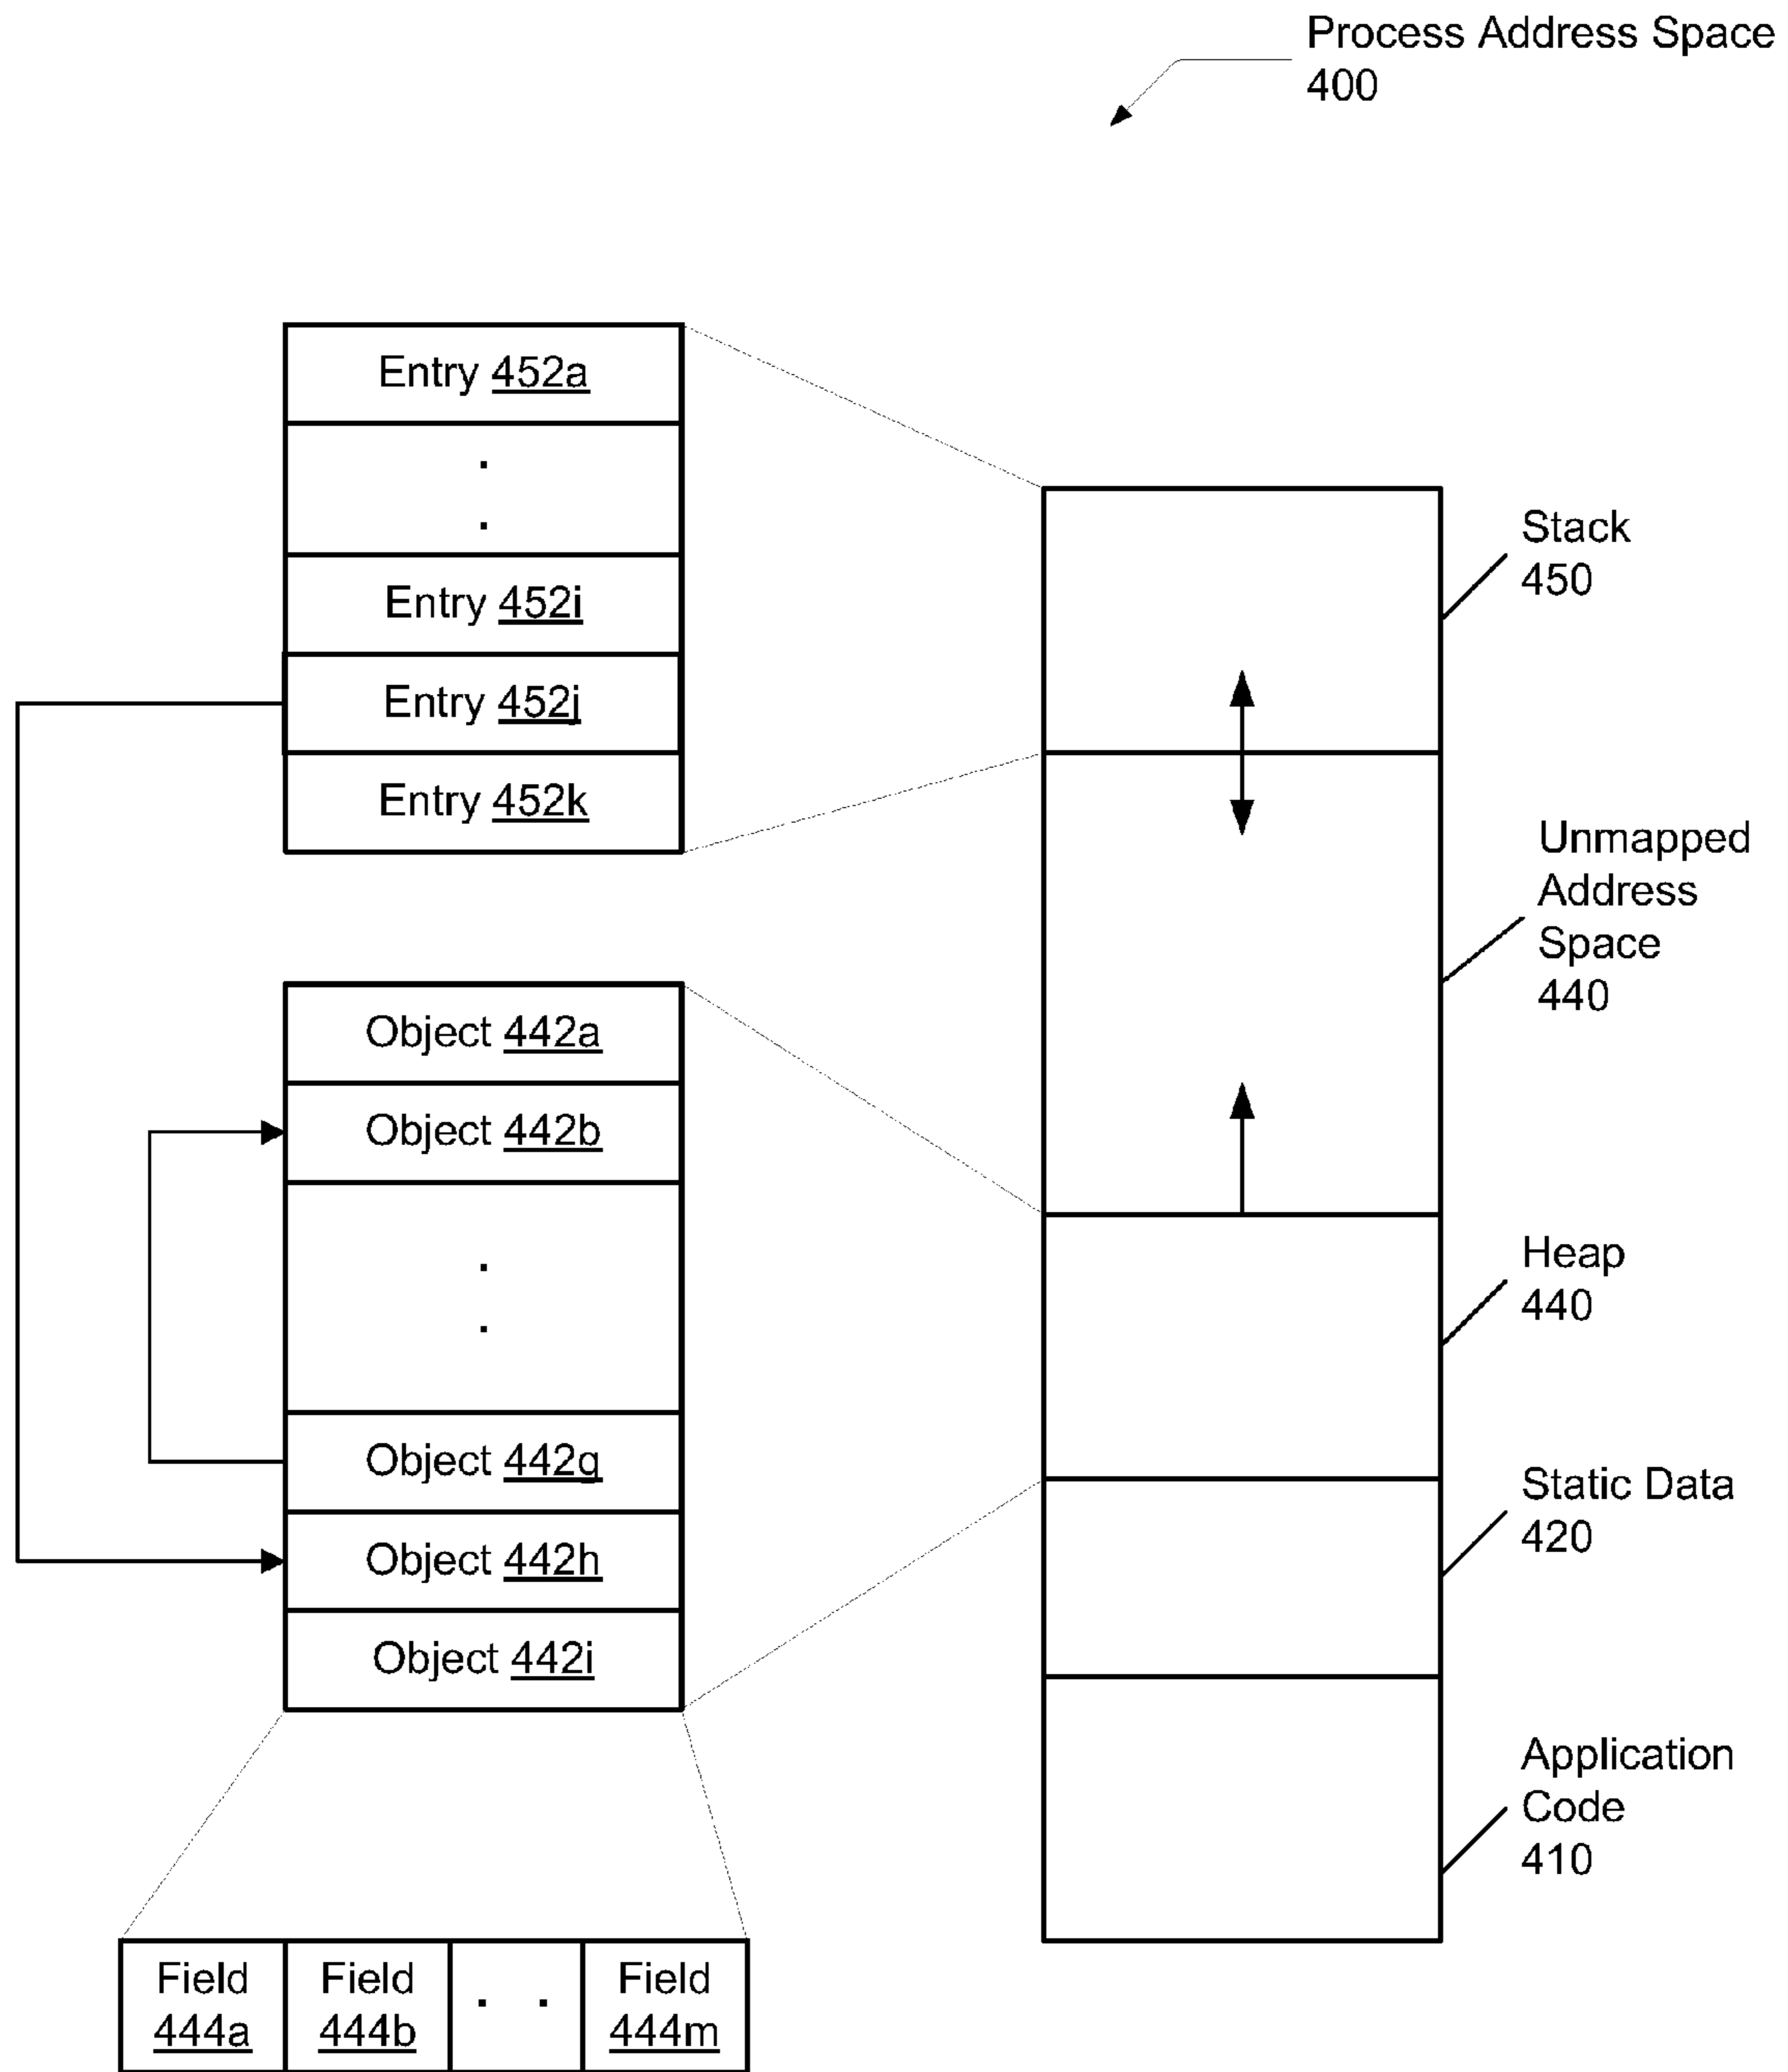 Process Address Space
400
Entry 452a
.
.
Entry 452i
Entry 452j
Entry 452k
Object 442a
Object 442b
.
.
Object 442g
Object 442h
Object 442i
Field
444a
Field
444b
. .
Field
444m
Stack
450
Unmapped
Address
Space
440
Heap
440
Static Data
420
Application
Code
410